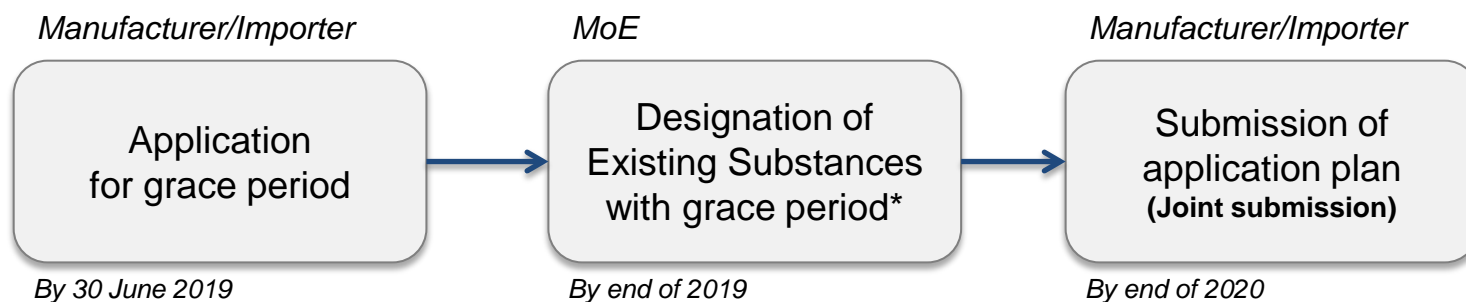 Manufacturer/Importer
MoE
Manufacturer/Importer
Application
for grace period
Designation of
Existing Substances
with grace period*
Submission of
application plan
(Joint submission)
By 30 June 2019
By end of 2019
By end of 2020